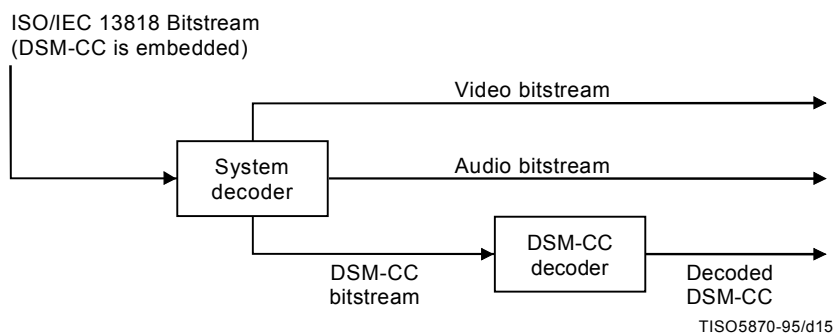 ISO/IEC 13818 Bitstream
(DSM-CC is embedded)
Video bitstream
System
decoder
Audio bitstream
DSM-CC
bitstream
DSM-CC
decoder
Decoded
DSM-CC
TISO5870-95/d15